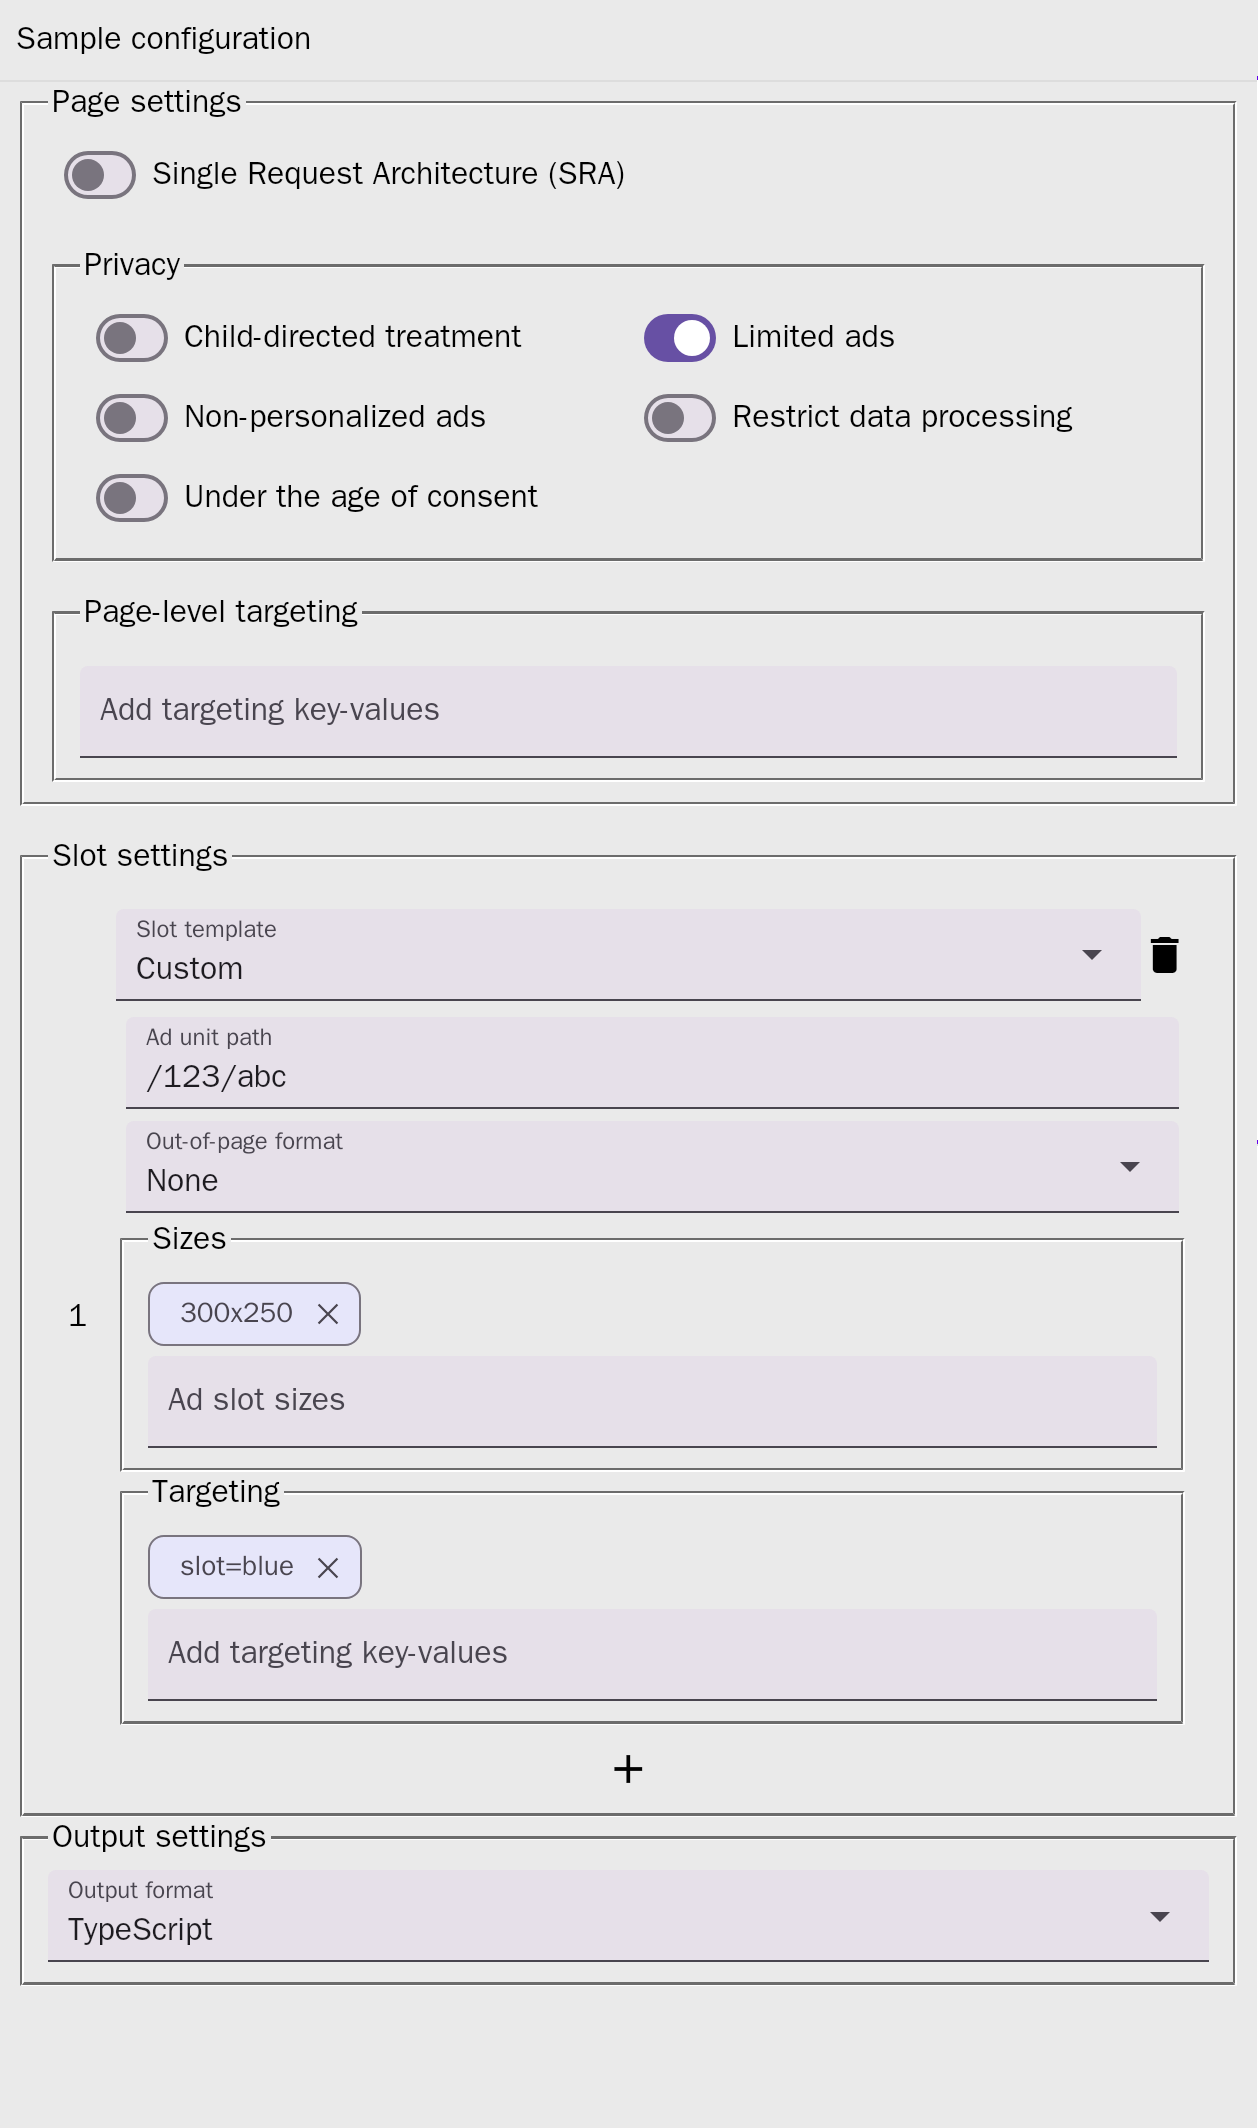 Sample configuration
Page settings
Single Request Architecture (SRA)
Privacy
Child-directed treatment
Limited ads
Non-personalized ads
Restrict data processing
Under the age of consent
Page-level targeting
Add targeting key-values
Slot settings
Slot template
Custom
Ad unit path
/123/abc
Out-of-page format
None
Sizes
1
300x250
Ad slot sizes
Targeting
slot=blue
Add targeting key-values
Output settings
Output format
TypeScript